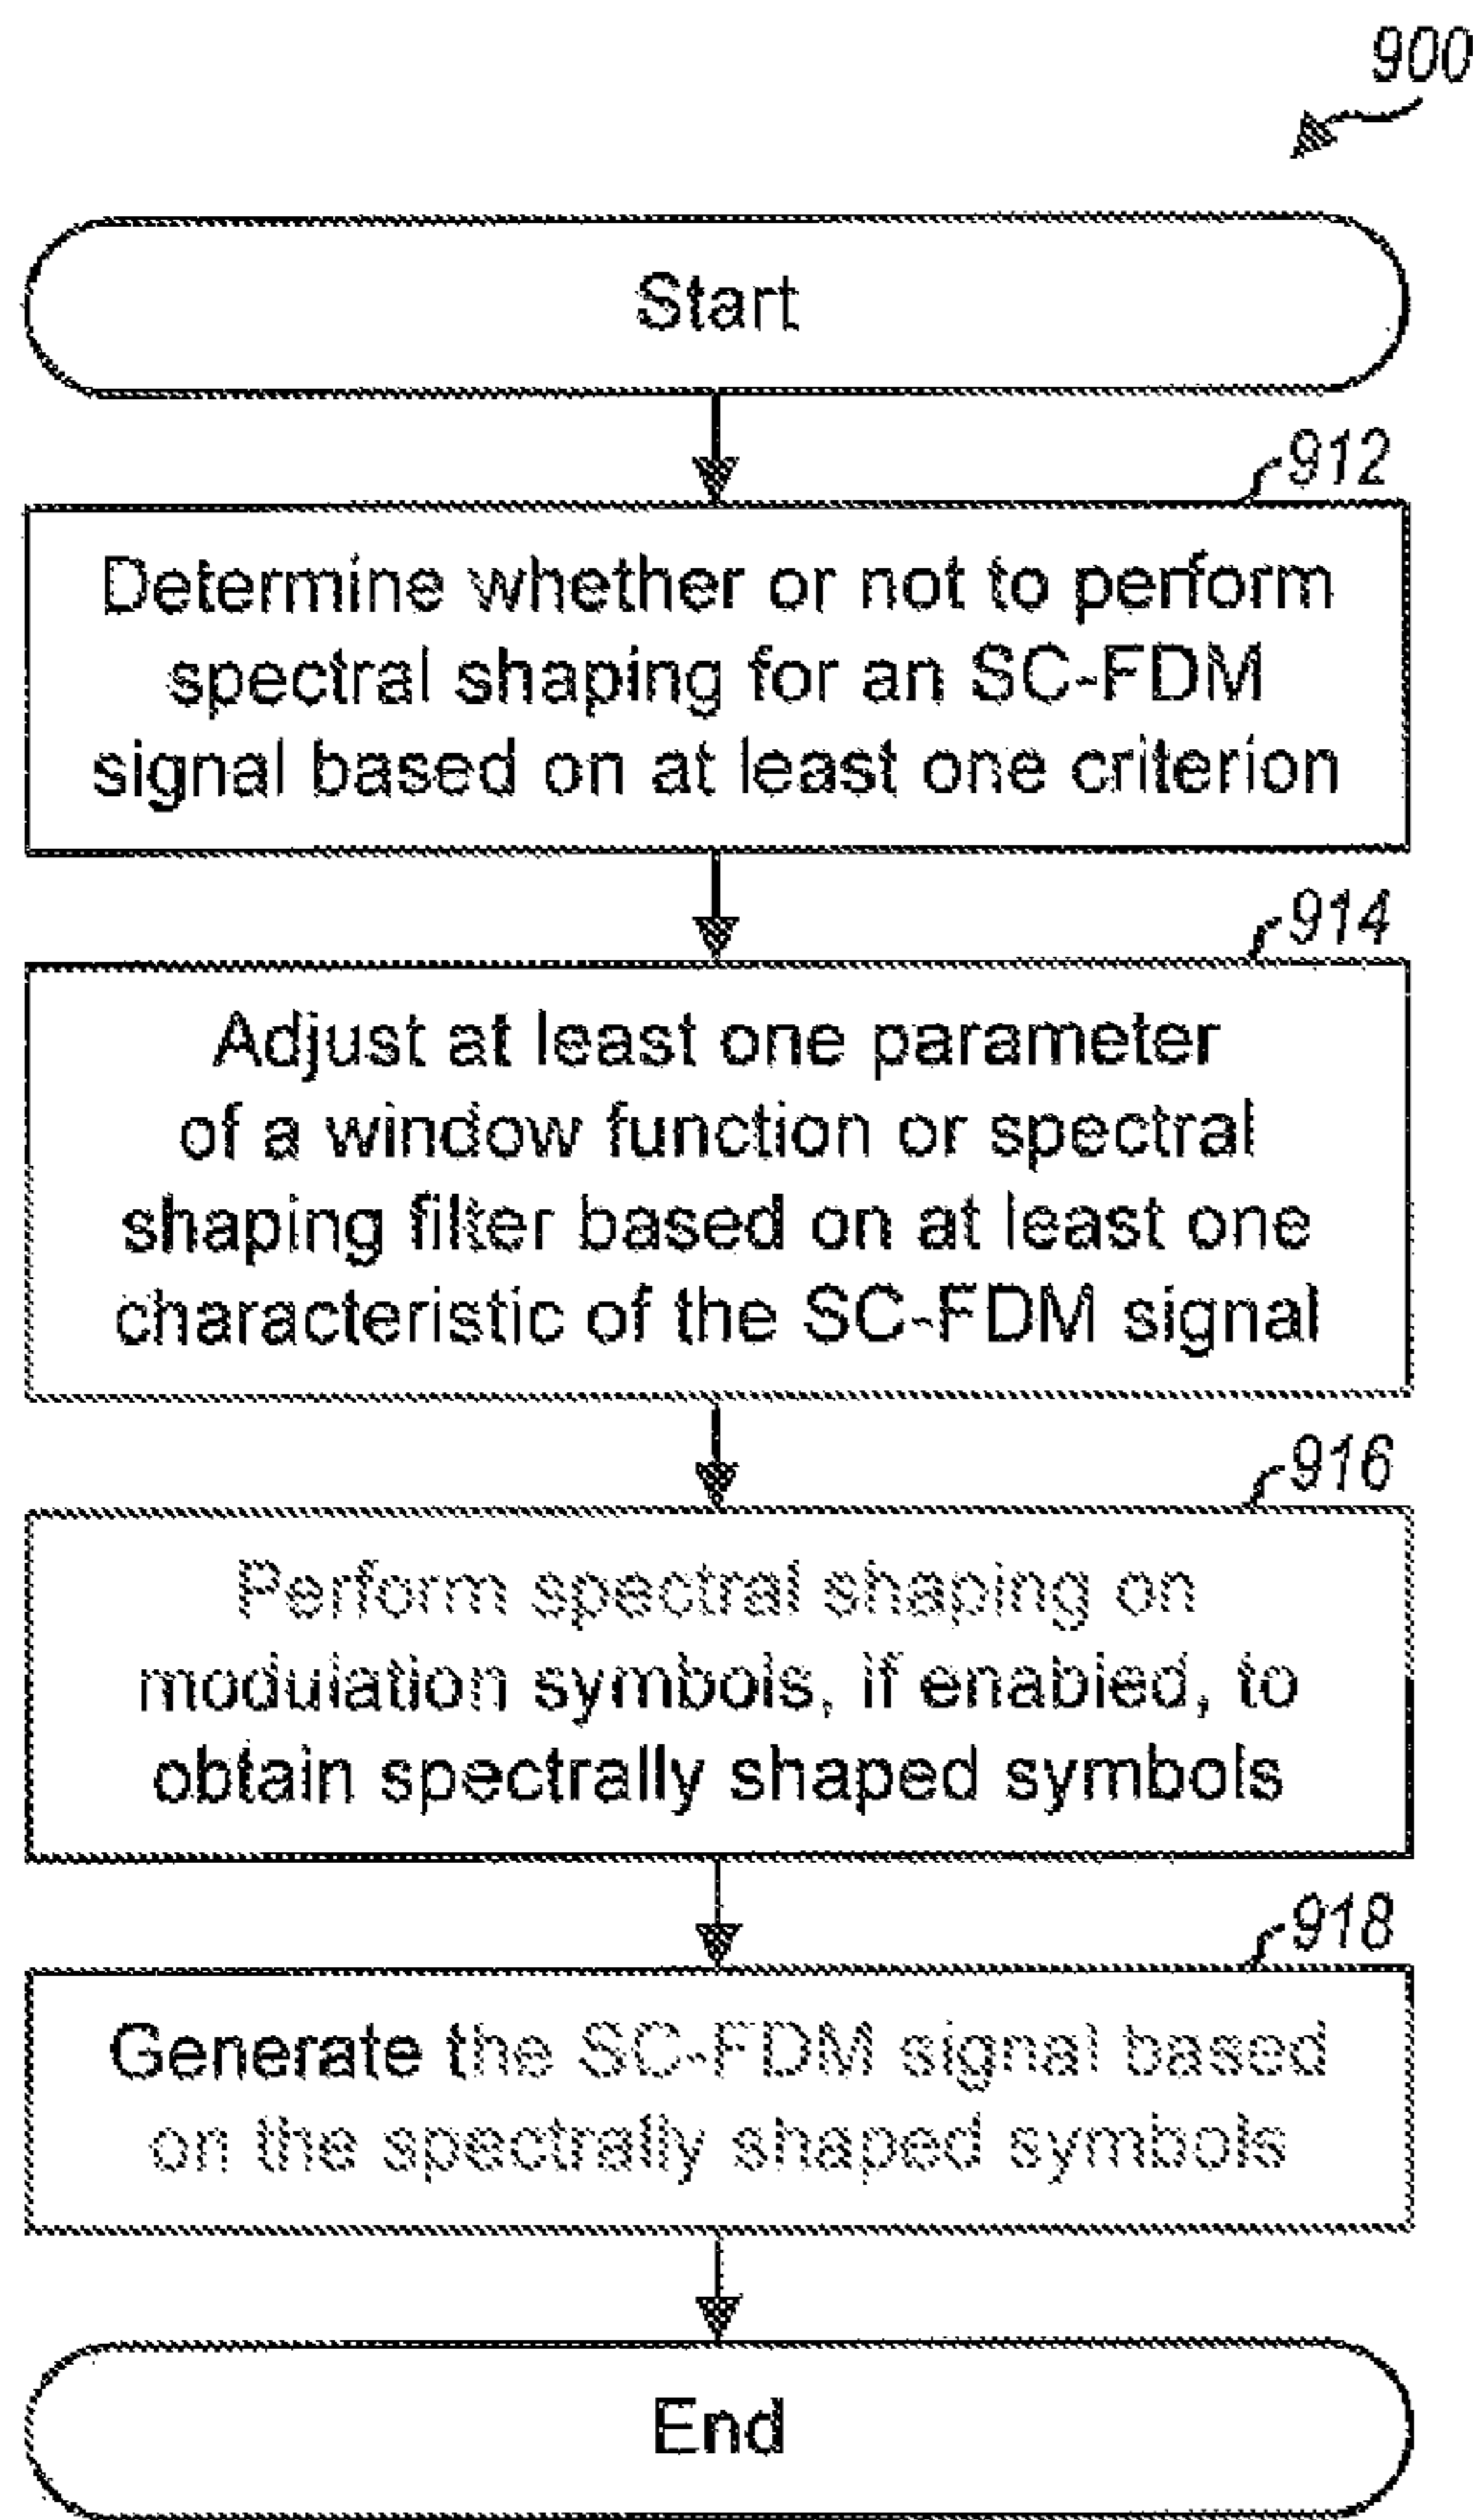 900
Start
912
Determine whether or not to perform
spectral shaping for an SC-FDM
signal based on at least one criterion
914
Adjust at least one parameter
of a window function or spectral
shaping filter based on at least one
characteristic of the SC-FDM signal
916
Perform spectral shaping on
modulation symbols, if enabled, to
obtain spectrally shaped symbols
918
Generate the SC-FDM signal based
on the spectrally shaped symbols
End